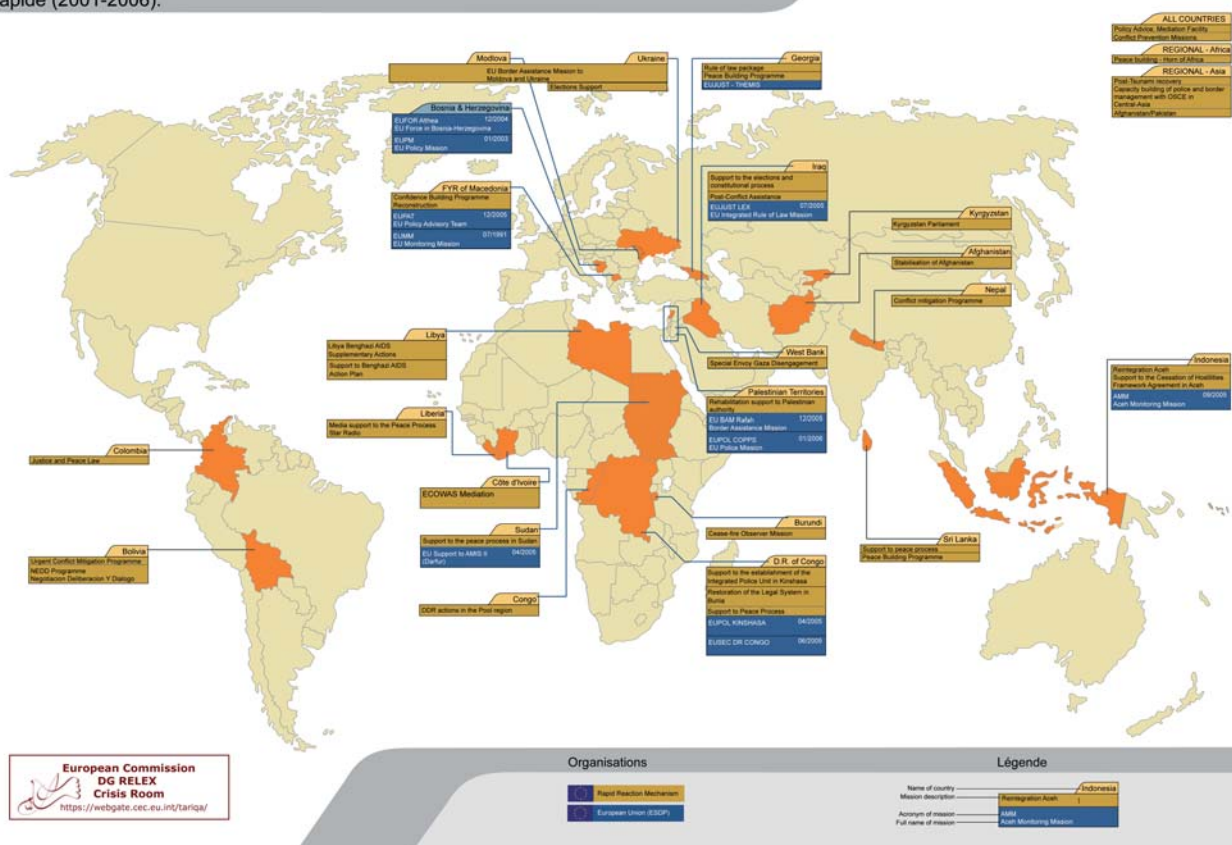 apide (2001-2006).
ALL COUNTRIES
Policy Advice, Mediation Facility
Conflict Prevention Missions
REGIONAL - Africa
Peace building - Horn of Africa
REGIONAL - Asia
Post-Tsunami recovery
Capacity building of police and border
management with OSCE in
Central-Asia
Afghanistan/Pakistan
Modlova
Ukraine
EU Border Assistance Mission to
Moldova and Ukraine
Elections Support
Georgia
Rule of law package
Peace Building Programme
EUJUST - THEMIS
Bosnia & Herzegovina
EUFOR Althea 12/2004
EU Force in Bosnia-Herzegovina
EUPM 01/2003
EU Policy Mission
FYR of Macedonia
Confidence Building Programme
Reconstruction
EUPAT 12/2005
EU Policy Advisory Team
EUMM 07/1991
EU Monitoring Mission
Iraq
Support to the elections and
constitutional process
Post-Conflict Assistance
EUJUST LEX 07/2005
EU Integrated Rule of Law Mission
Kyrgyzstan
Kyrgyzstan Parliament
Afghanistan
Stabilisation of Afghanistan
Nepal
Conflict mitigation Programme
Libya
Libya Benghazi AIDS
Supplementary Actions
Support to Benghazi AIDS
Action Plan
West Bank
Special Envoy Gaza Disengagement
Indonesia
Reintegration Aceh
Support to the Cessation of Hostilities
Framework Agreement in Aceh
AMM 09/2005
Aceh Monitoring Mission
Palestinian Territories
Rehabilitation support to Palestinian
authority
EU BAM Rafah 12/2005
Border Assistance Mission
EUPOL COPPS 01/2006
EU Police Mission
Liberia
Media support to the Peace Process
Star Radio
Colombia
Justice and Peace Law
Côte d'Ivoire
ECOWAS Mediation
Sudan
Support to the peace process in Sudan
EU Support to AMIS II 04/2005
(Darfur)
Burundi
Cease-fire Observer Mission
Sri Lanka
Support to peace process
Peace Building Programme
Bolivia
Urgent Conflict Mitigation Programme
NEDD Programme
Negotiacion Deliberacion Y Dialogo
D.R. of Congo
Support to the establishment of the
Integrated Police Unit in Kinshasa
Restoration of the Legal System in
Bunia
Support to Peace Process
EUPOL KINSHASA 04/2005
EUSEC DR CONGO 06/2005
Congo
DDR actions in the Pool region
European Commission
DG RELEX
Crisis Room
https://webgate.cec.eu.int/tariqa/
Organisations
Rapid Reaction Mechanism
European Union (ESDP)
Légende
Name of country
Indonesia
Mission description
Reintegration Aceh
Acronym of mission
AMM
Full name of mission
Aceh Monitoring Mission